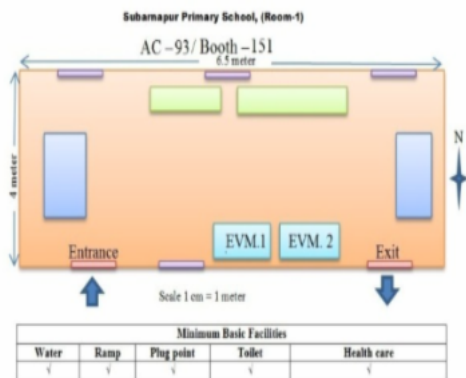 Subarnapur Primary School, (Room-1)
AC –93/ Booth –151
6.5 meter
4 meter
N
EVM.1
EVM. 2
Entrance
Exit
Scale 1 cm = 1 meter
Minimum Basic Facilities
Water Ramp Plug point Toilet Health care
√ √ √ √ √